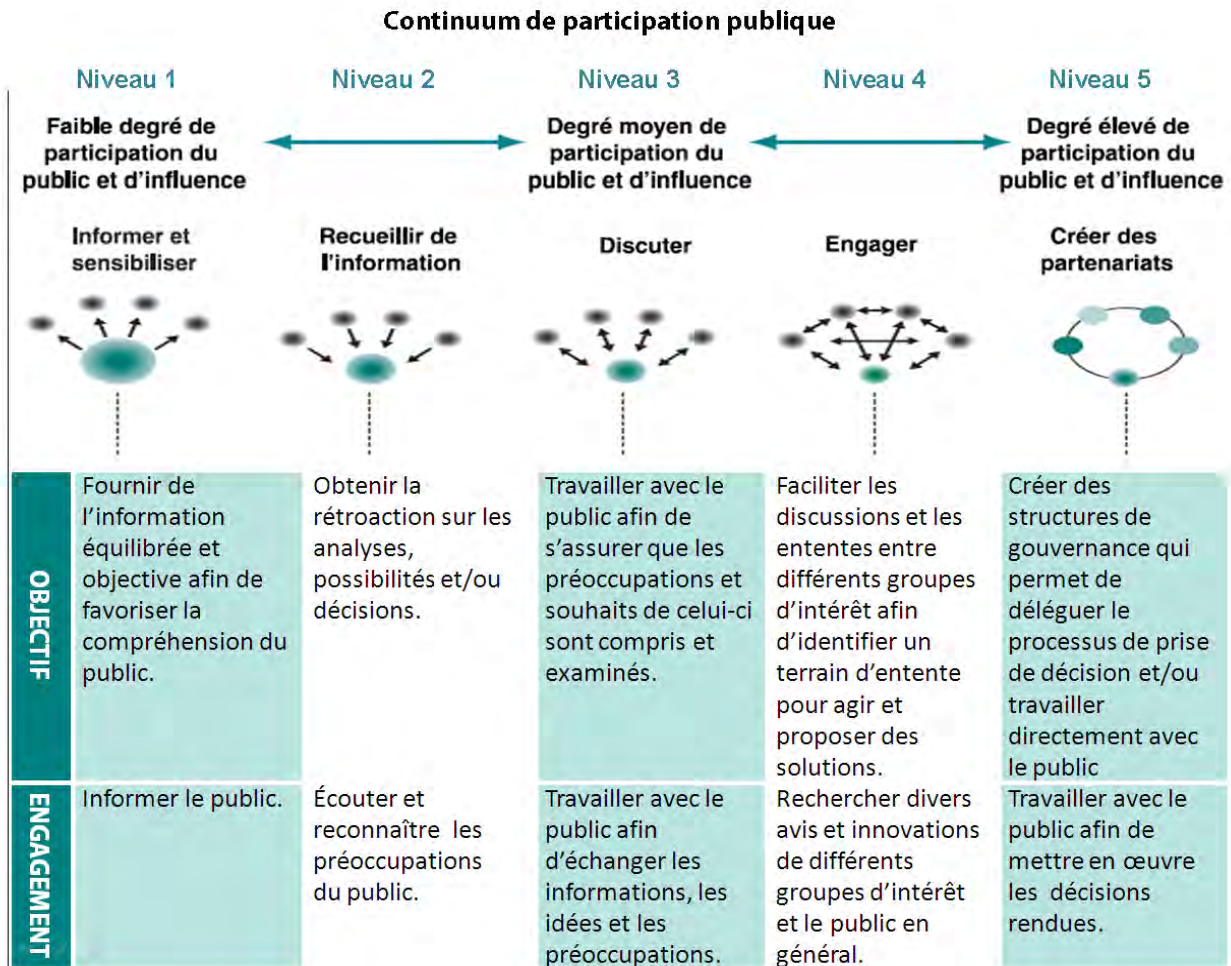 Continuum de participation publique
Niveau 1
Niveau 2
Niveau 3
Niveau 4
Niveau 5
Faible degré de
participation du
public et d'influence
Degré moyen de
participation du
public et d'influence
Degré élevé de
participation du
public et d'influence
Informer et
sensibiliser
Recueillir de
l'information
Discuter
Engager
Créer des
partenariats
OBJECTIF
Fournir de
l'information
équilibrée et
objective afin de
favoriser la
compréhension du
public.
Obtenir la
rétroaction sur les
analyses,
possibilités et/ou
décisions.
Travailler avec le
public afin de
s'assurer que les
préoccupations et
souhaits de celui-ci
sont compris et
examinés.
Faciliter les
discussions et les
ententes entre
différents groupes
d'intérêt afin
d'identifier un
terrain d'entente
pour agir et
proposer des
solutions.
Créer des
structures de
gouvernance qui
permet de
déléguer le
processus de prise
de décision et/ou
travailler
directement avec
le public
ENGAGEMENT
Informer le public.
Écouter et
reconnaître les
préoccupations
du public.
Travailler avec le
public afin
d'échanger les
informations, les
idées et les
préoccupations.
Rechercher divers
avis et innovations
de différents
groupes d'intérêt
et le public en
général.
Travailler avec le
public afin de
mettre en œuvre
les décisions
rendues.